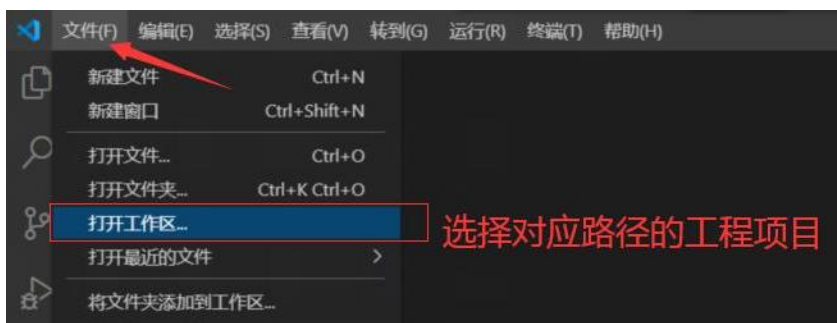 文件(F) 编辑(E) 选择(S) 查看(V) 转到(G) 运行(R) 终端(T) 帮助(H)
新建文件 Ctrl+N
新建窗口 Ctrl+Shift+N
打开文件... Ctrl+O
打开文件夹... Ctrl+K Ctrl+O
打开工作区...
选择对应路径的工程项目
打开最近的文件 >
将文件夹添加到工作区...